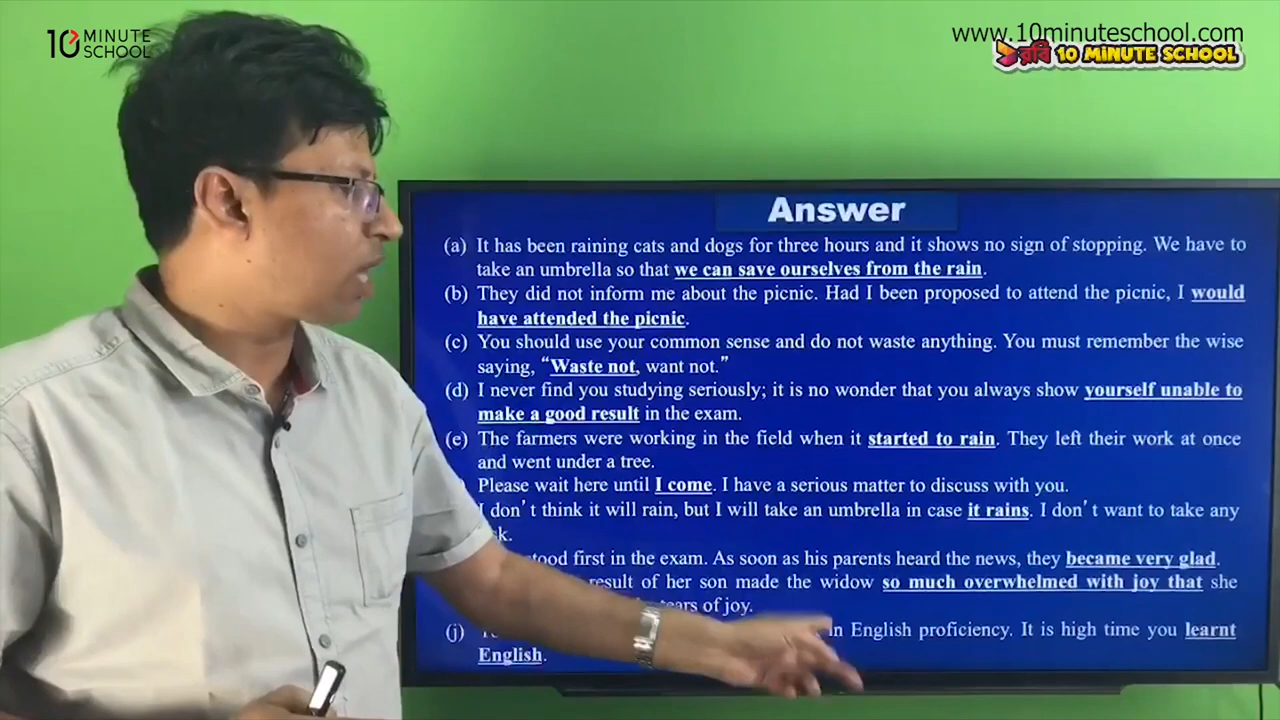 10 MINUTE SCHOOL
www.10minuteschool.com
রবি 10 MINUTE SCHOOL
Answer
(a) It has been raining cats and dogs for three hours and it shows no sign of stopping. We have to
take an umbrella so that we can save ourselves from the rain.
(b) They did not inform me about the picnic. Had I been proposed to attend the picnic, I would
have attended the picnic.
(c) You should use your common sense and do not waste anything. You must remember the wise
saying, “Waste not, want not.”
(d) I never find you studying seriously; it is no wonder that you always show yourself unable to
make a good result in the exam.
(e) The farmers were working in the field when it started to rain. They left their work at once
and went under a tree.
Please wait here until I come. I have a serious matter to discuss with you.
I don’t think it will rain, but I will take an umbrella in case it rains. I don’t want to take any
first in the exam. As soon as his parents heard the news, they became very glad.
result of her son made the widow so much overwhelmed with joy that she
tears of joy.
(j) in English proficiency. It is high time you learnt
English.